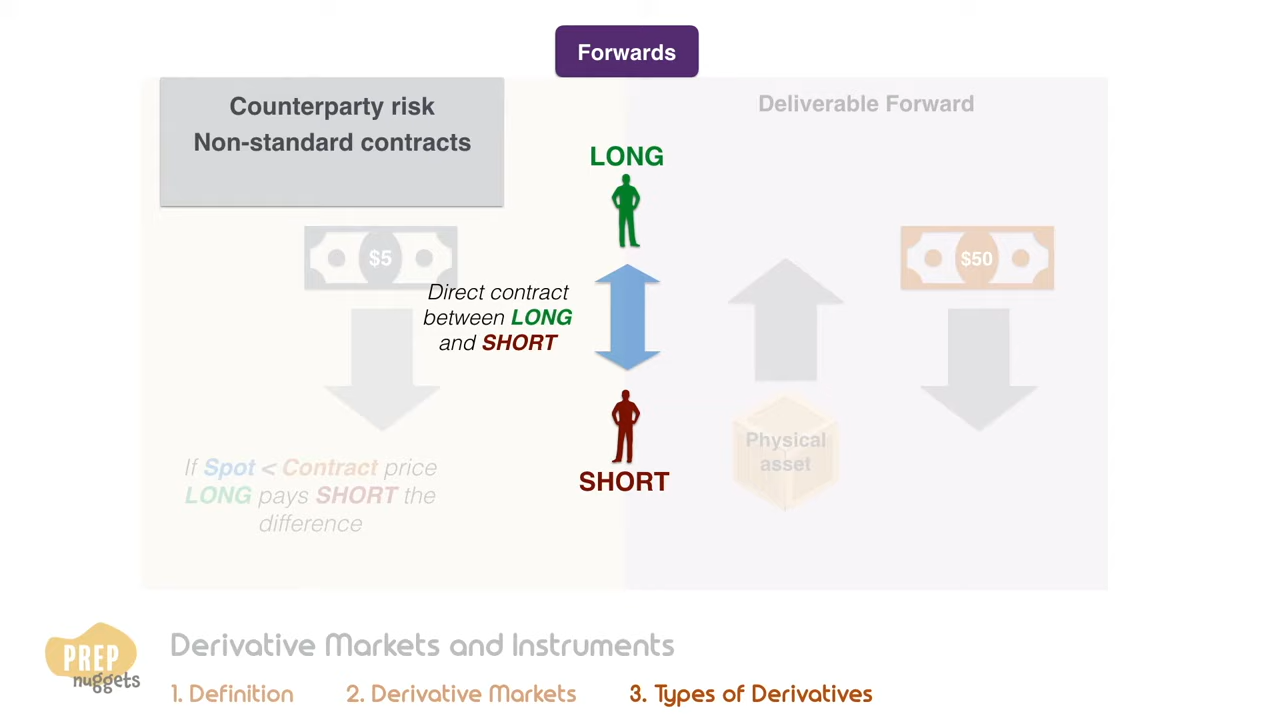 Forwards
Counterparty risk
Non-standard contracts
Deliverable Forward
LONG
$5
$50
Direct contract
between LONG
and SHORT
Physical
asset
If Spot < Contract price
LONG pays SHORT the
difference
SHORT
PREP
nuggets
Derivative Markets and Instruments
1. Definition
2. Derivative Markets
3. Types of Derivatives